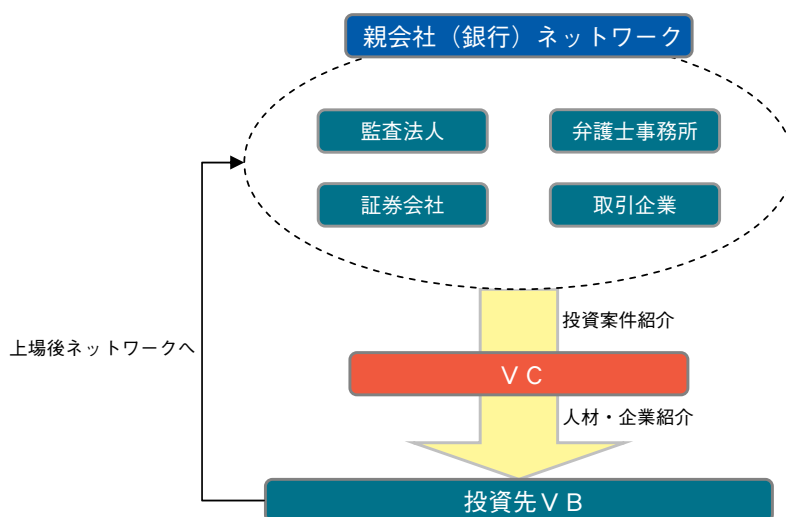 親会社（銀行）ネットワーク
監査法人
弁護士事務所
証券会社
取引企業
投資案件紹介
上場後ネットワークへ
ＶＣ
人材・企業紹介
投資先ＶＢ